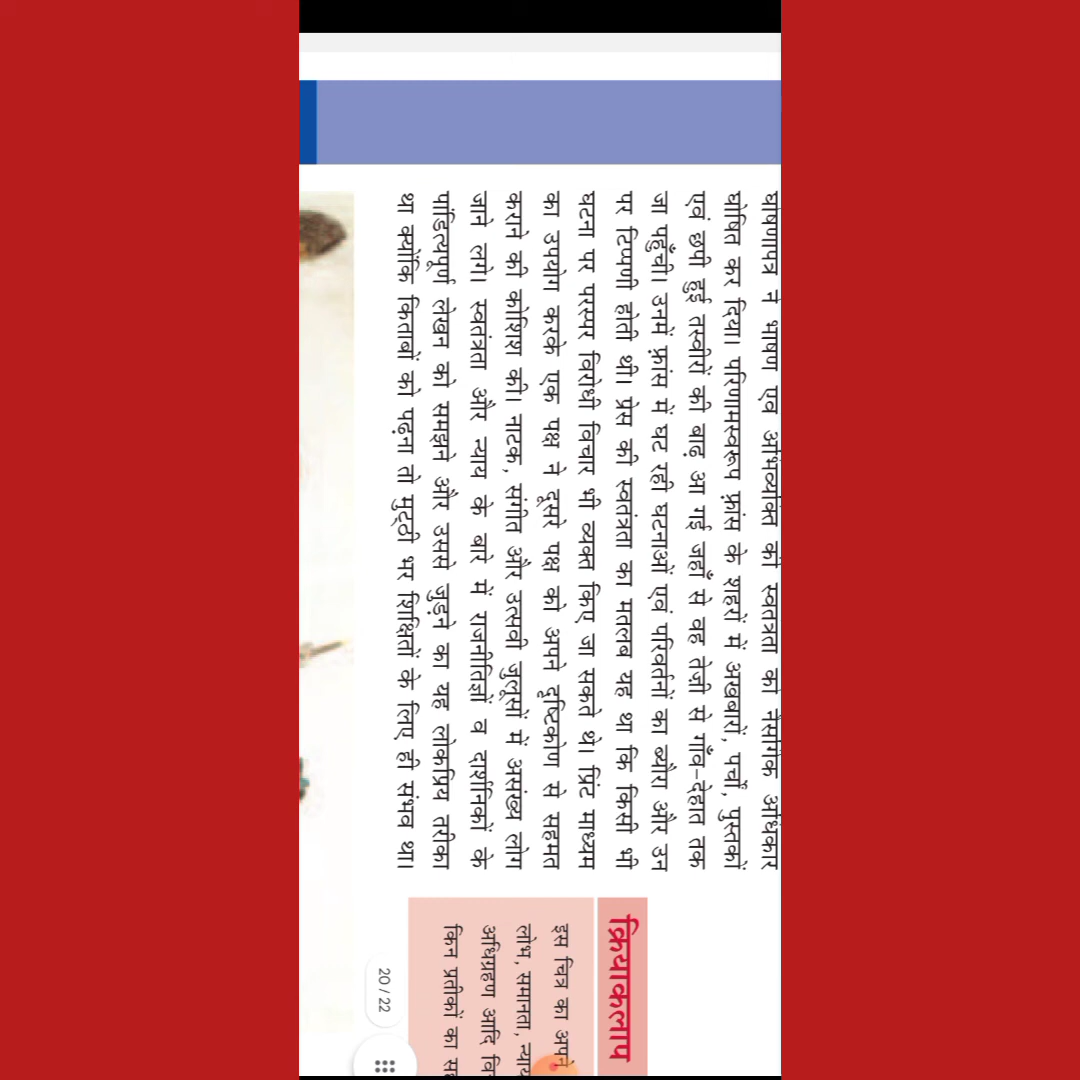 घोषणापत्र ने भाषण एवं अभिव्यक्ति की स्वतंत्रता को नैसर्गिक अधिकार
घोषित कर दिया। परिणामस्वरूप फ़्रांस के शहरों में अख़बारों, पर्चों, पुस्तकों
एवं छपी हुई तस्वीरों की बाढ़ आ गई जहाँ से वह तेज़ी से गाँव-देहात तक
जा पहुँची। उनमें फ़्रांस में घट रही घटनाओं एवं परिवर्तनों का ब्यौरा और उन
पर टिप्पणी होती थी। प्रेस की स्वतंत्रता का मतलब यह था कि किसी भी
घटना पर परस्पर विरोधी विचार भी व्यक्त किए जा सकते थे। प्रिंट माध्यम
का उपयोग करके एक पक्ष ने दूसरे पक्ष को अपने दृष्टिकोण से सहमत
कराने की कोशिश की। नाटक, संगीत और उत्सवी जुलूसों में असंख्य लोग
जाने लगे। स्वतंत्रता और न्याय के बारे में राजनीतिज्ञों व दार्शनिकों के
पांडित्यपूर्ण लेखन को समझने और उससे जुड़ने का यह लोकप्रिय तरीका
था क्योंकि किताबों को पढ़ना तो मुट्ठी भर शिक्षितों के लिए ही संभव था।
क्रियाकलाप
इस चित्र का अपने
लोभ, समानता, न्याय
अधिग्रहण आदि
किन प्रतीकों का
20 / 22